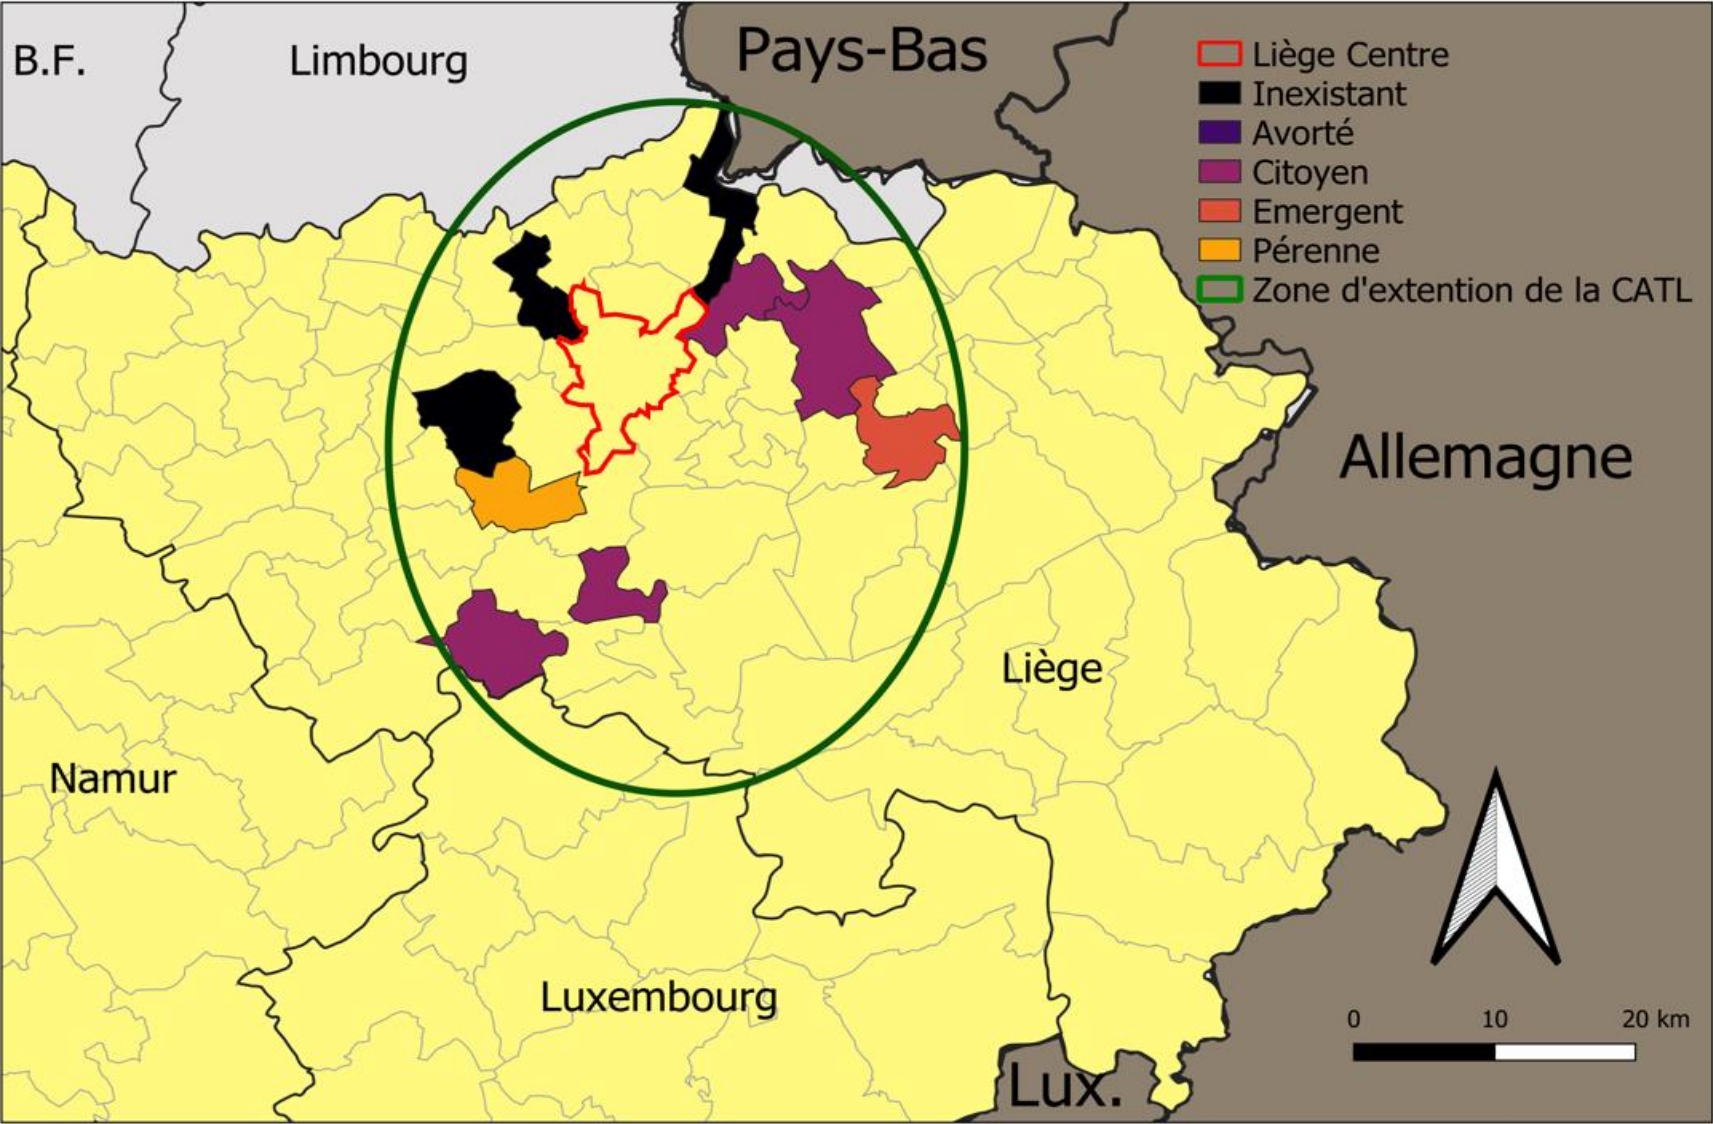 B.F.
Limbourg
Pays-Bas
Liège Centre
Inexistant
Avorté
Citoyen
Emergent
Pérenne
Zone d'extention de la CATL
Allemagne
Liège
Namur
Luxembourg
0 10 20 km
Lux.